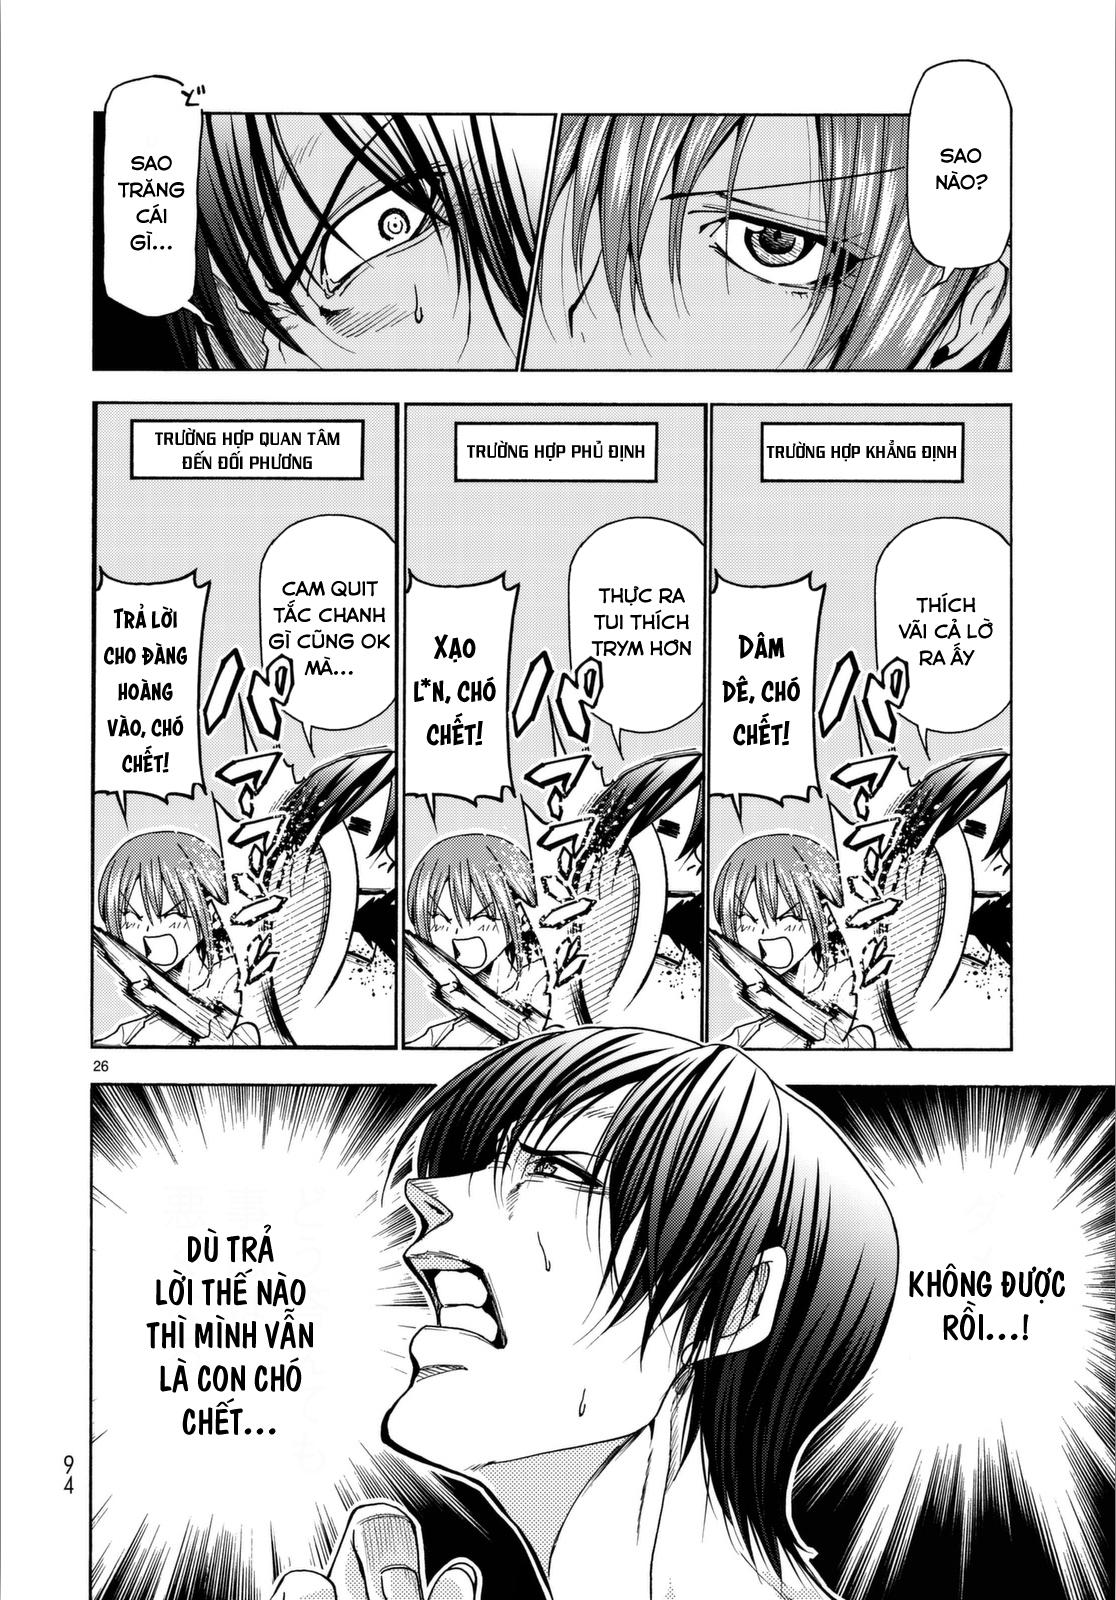 SAO
NÀO?
ど
SAO
TRĂNG
CÁI
GÌ...
TRƯỜNG HỢP KHẲNG ĐỊNH
THÍCH
VÃI CẢ LỜ
RA ẤY
DÂM
DÊ, CHÓ
CHẾT!
TRƯỜNG HỢP PHỦ ĐỊNH
THỰC RA
TUI THÍCH
TRYM HƠN
XẠO
L*N, CHÓ
CHẾT!
TRƯỜNG HỢP QUAN TÂM
ĐẾN ĐỐI PHƯƠNG
CAM QUIT
TẮC CHANH
GÌ CŨNG OK
MÀ...
TRẢ LỜI
CHO ĐÀNG
HOÀNG
VÀO, CHÓ
CHẾT!
26
KHÔNG ĐƯỢC
RỒI...!
DÙ TRẢ
LỜI THẾ NÀO
THÌ MÌNH VẪN
LÀ CON CHÓ
CHẾT...
94